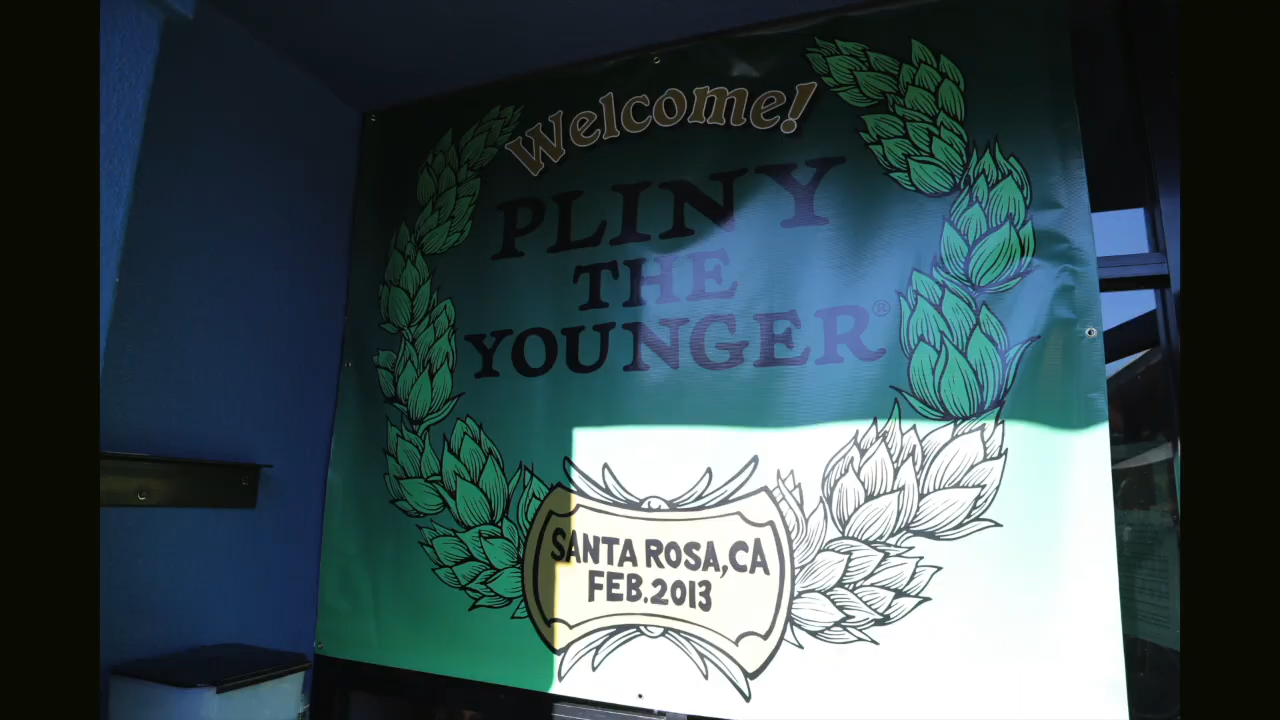 Welcome!
PLINY
THE
YOUNGER®
SANTA ROSA, CA
FEB. 2013